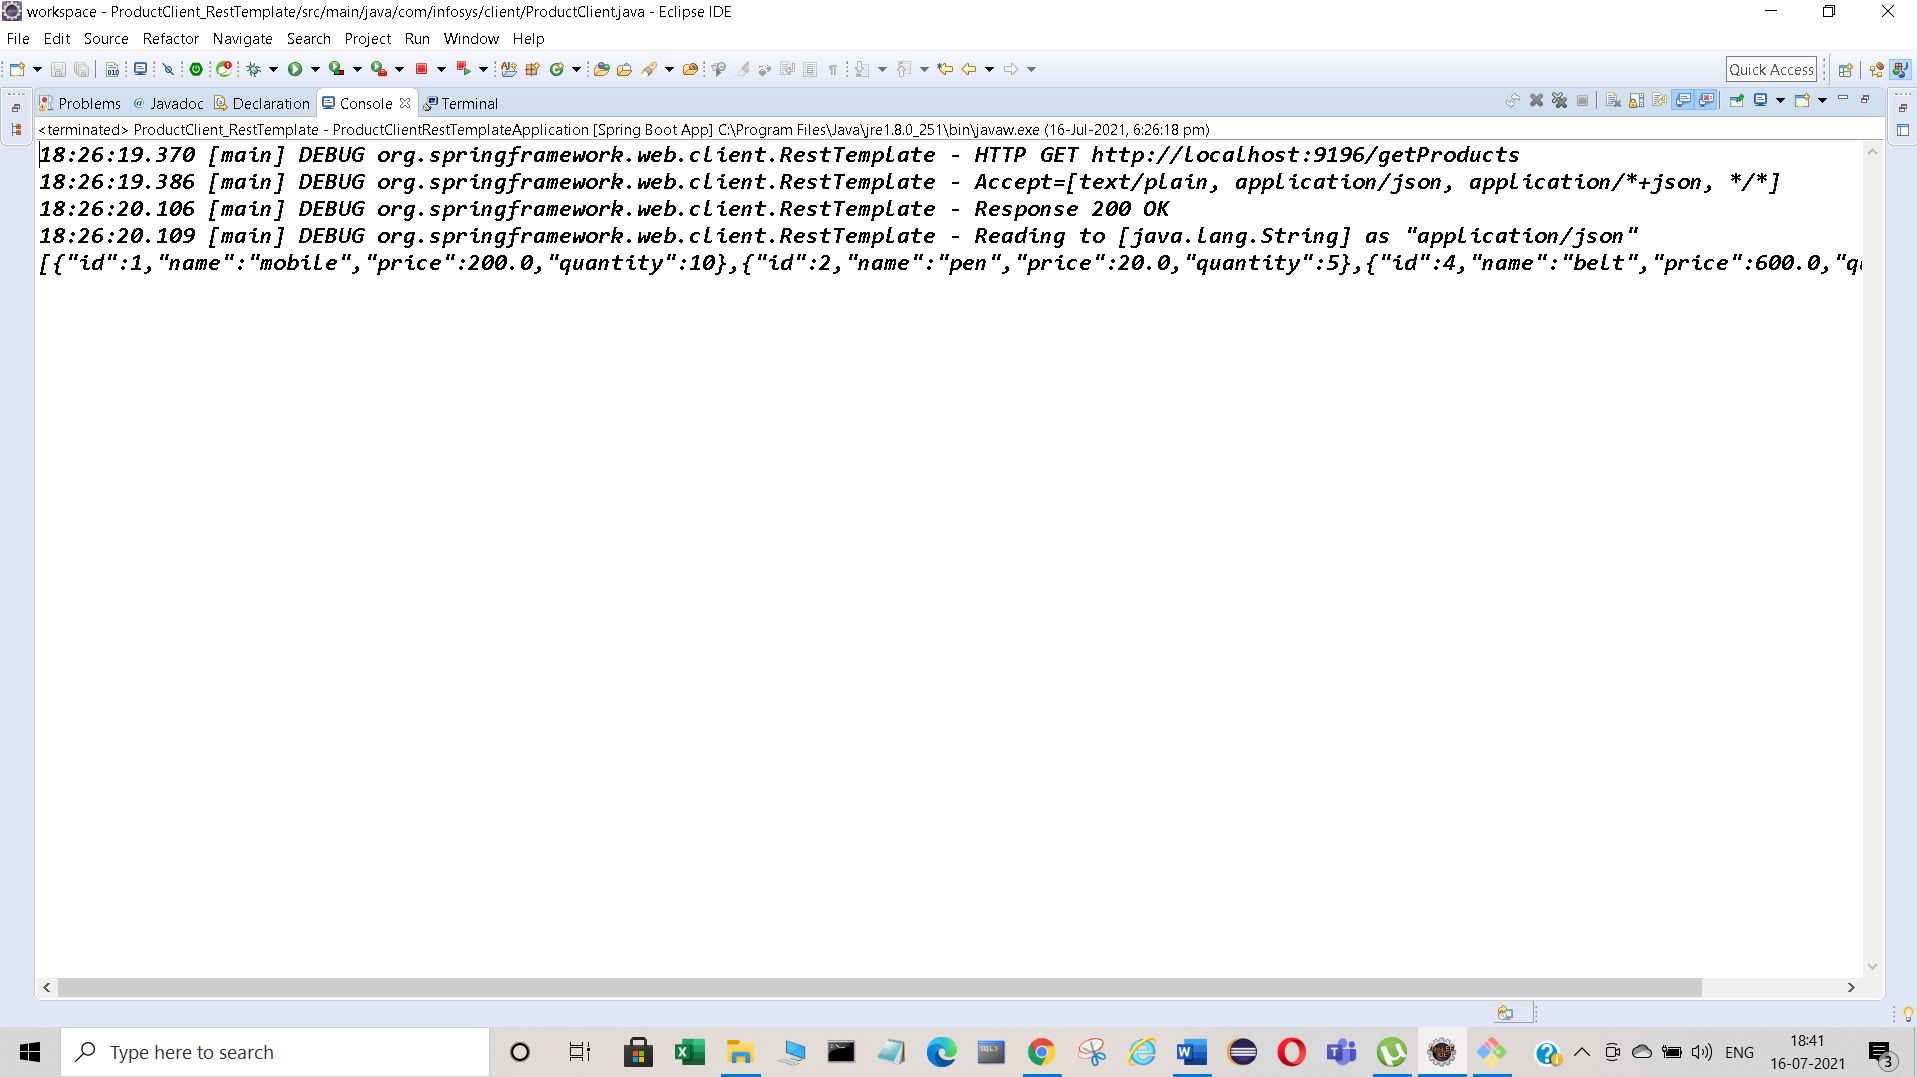 workspace - ProductClient_RestTemplate/src/main/java/com/infosys/client/ProductClient.java - Eclipse IDE
File Edit Source Refactor Navigate Search Project Run Window Help
Quick Access
Problems @ Javadoc Declaration Console Terminal
<terminated> ProductClient_RestTemplate - ProductClientRestTemplateApplication [Spring Boot App] C:\Program Files\Java\jre1.8.0_251\bin\javaw.exe (16-Jul-2021, 6:26:18 pm)
18:26:19.370 [main] DEBUG org.springframework.web.client.RestTemplate - HTTP GET http://localhost:9196/getProducts
18:26:19.386 [main] DEBUG org.springframework.web.client.RestTemplate - Accept=[text/plain, application/json, application/*+json, */*]
18:26:20.106 [main] DEBUG org.springframework.web.client.RestTemplate - Response 200 OK
18:26:20.109 [main] DEBUG org.springframework.web.client.RestTemplate - Reading to [java.lang.String] as "application/json"
[{"id":1,"name":"mobile","price":200.0,"quantity":10},{"id":2,"name":"pen","price":20.0,"quantity":5},{"id":4,"name":"belt","price":600.0,"q
Type here to search
ENG
18:41
16-07-2021
3